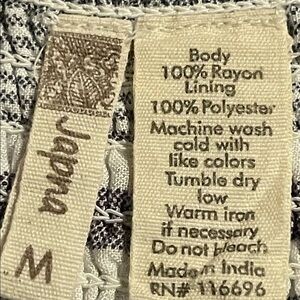 Japna
M
Body
100% Rayon
Lining
100% Polyester
Machine wash
cold with
like colors
Tumble dry
low
Warm iron
if necessary
Do not bleach
Made in India
RN# 116696